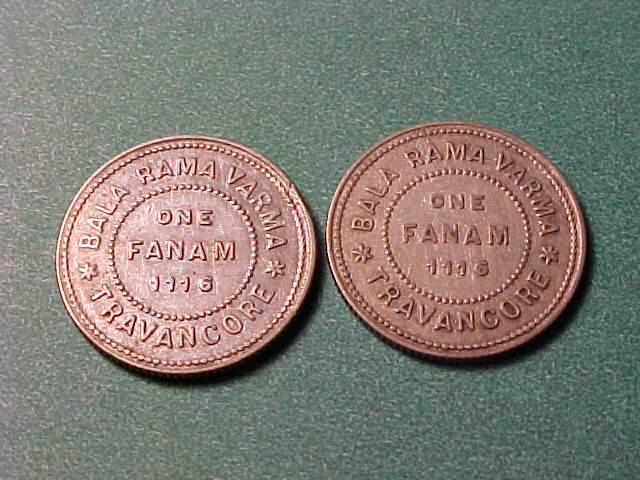 BALA RAMA VARMA
ONE
FANAM
1116
TRAVANCORE
BALA RAMA VARMA
ONE
FANAM
1116
TRAVANCORE